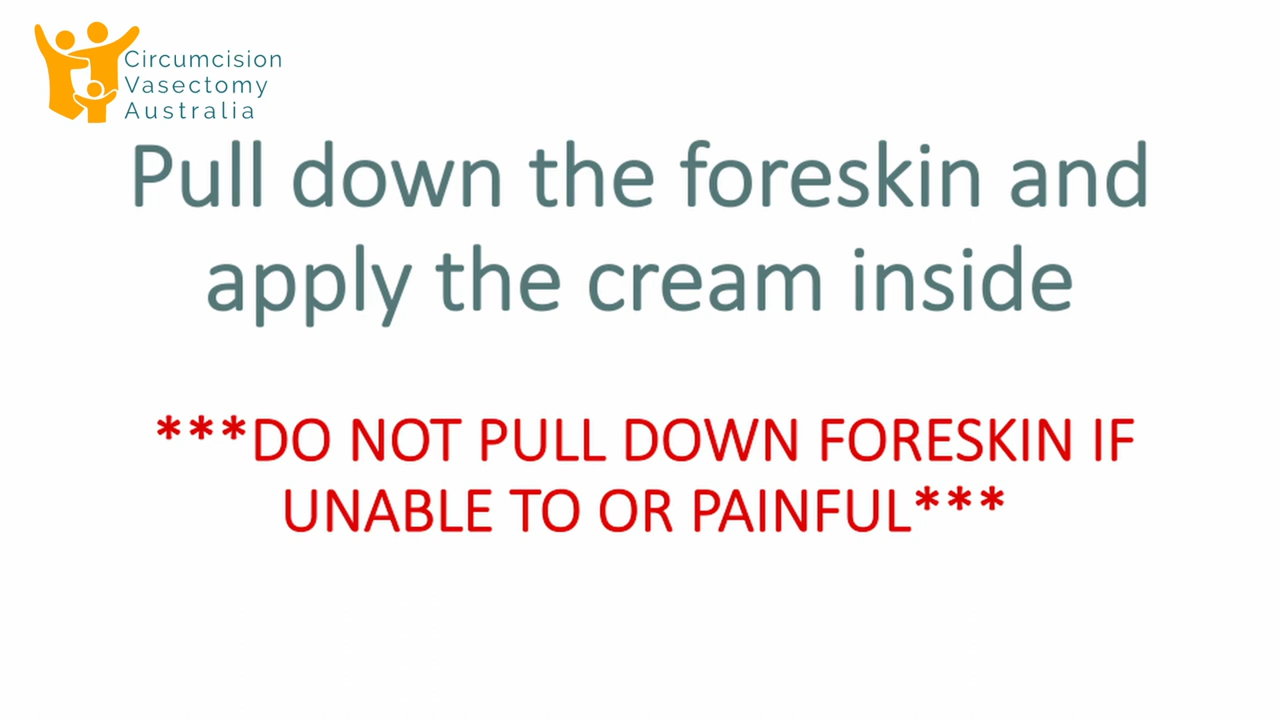 Circumcision
Vasectomy
Australia
Pull down the foreskin and
apply the cream inside
***DO NOT PULL DOWN FORESKIN IF
UNABLE TO OR PAINFUL***